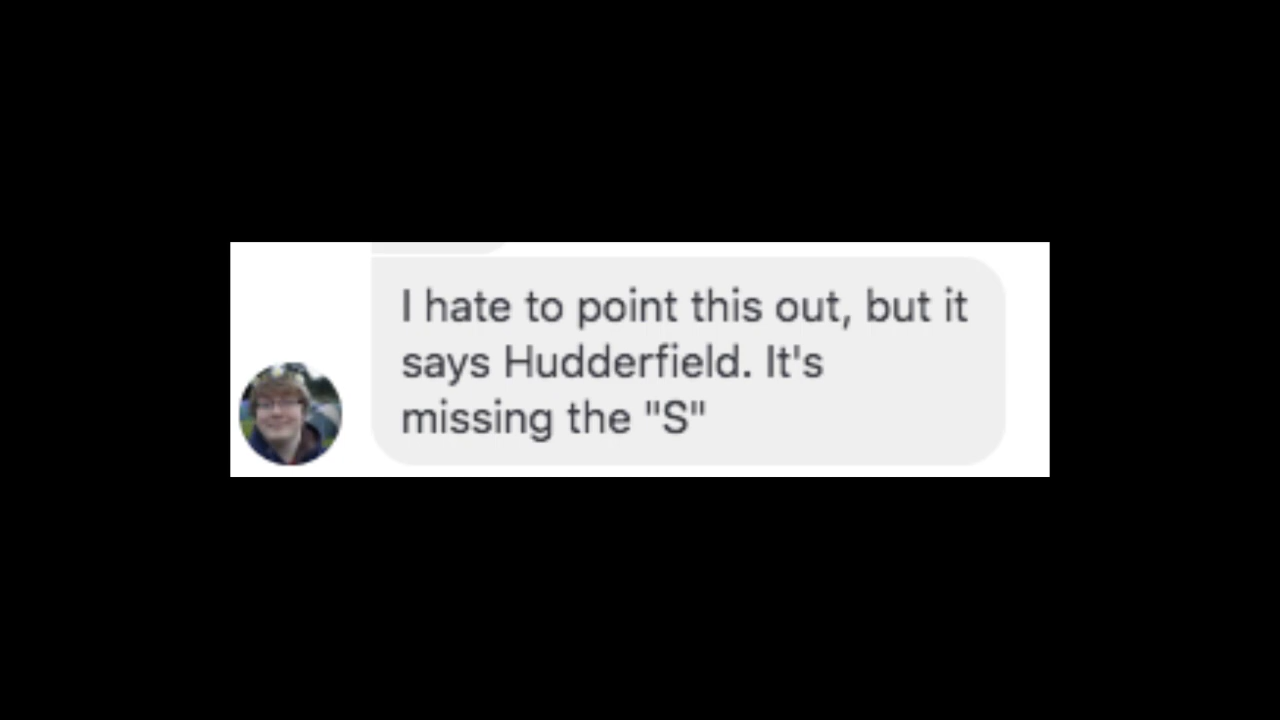 I hate to point this out, but it
says Hudderfield. It's
missing the "S"